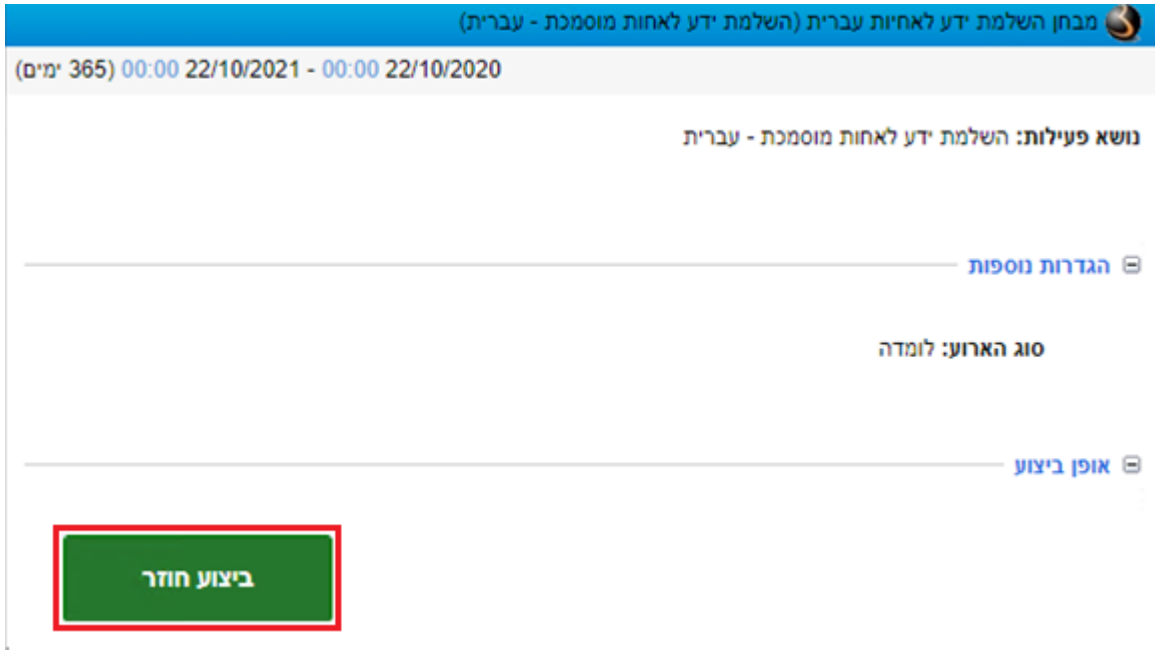 מבחן השלמת ידע לאחיות עברית (השלמת ידע לאחות מוסמכת - עברית)
22/10/2020 00:00 - 22/10/2021 00:00 (365 ימים)
נושא פעילות: השלמת ידע לאחות מוסמכת - עברית
הגדרות נוספות
סוג הארוע: לומדה
אופן ביצוע
ביצוע חוזר